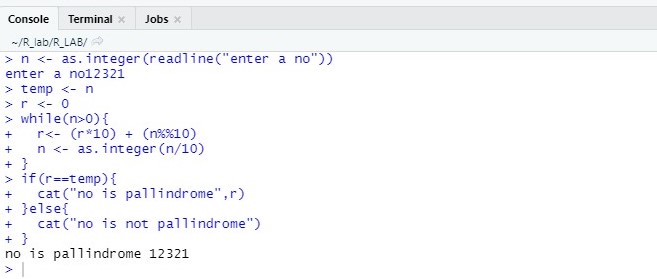 Console Terminal × Jobs ×
~/R_lab/R_LAB/
> n <- as.integer(readline("enter a no"))
enter a no12321
> temp <- n
> r <- 0
> while(n>0){
+   r<- (r*10) + (n%%10)
+   n <- as.integer(n/10)
+ }
> if(r==temp){
+   cat("no is pallindrome",r)
+ }else{
+   cat("no is not pallindrome")
+ }
no is pallindrome 12321
>